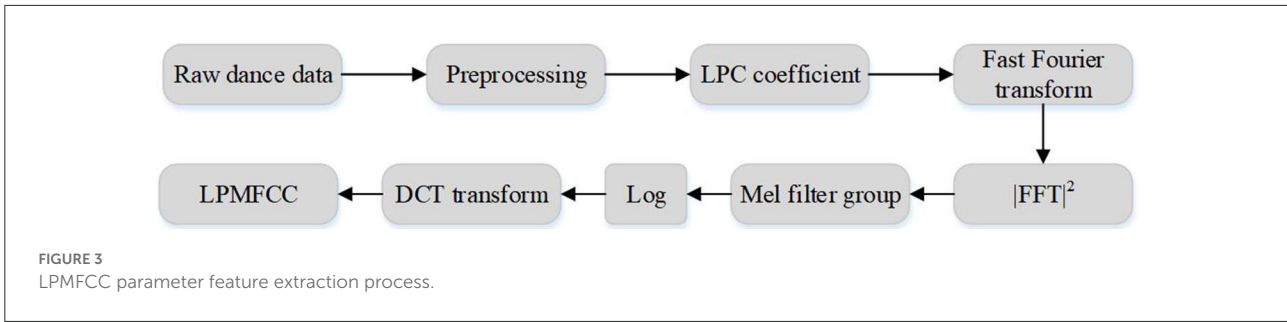 Raw dance data
Preprocessing
LPC coefficient
Fast Fourier
transform
LPMFCC
DCT transform
Log
Mel filter group
|FFT|²
FIGURE 3
LPMFCC parameter feature extraction process.